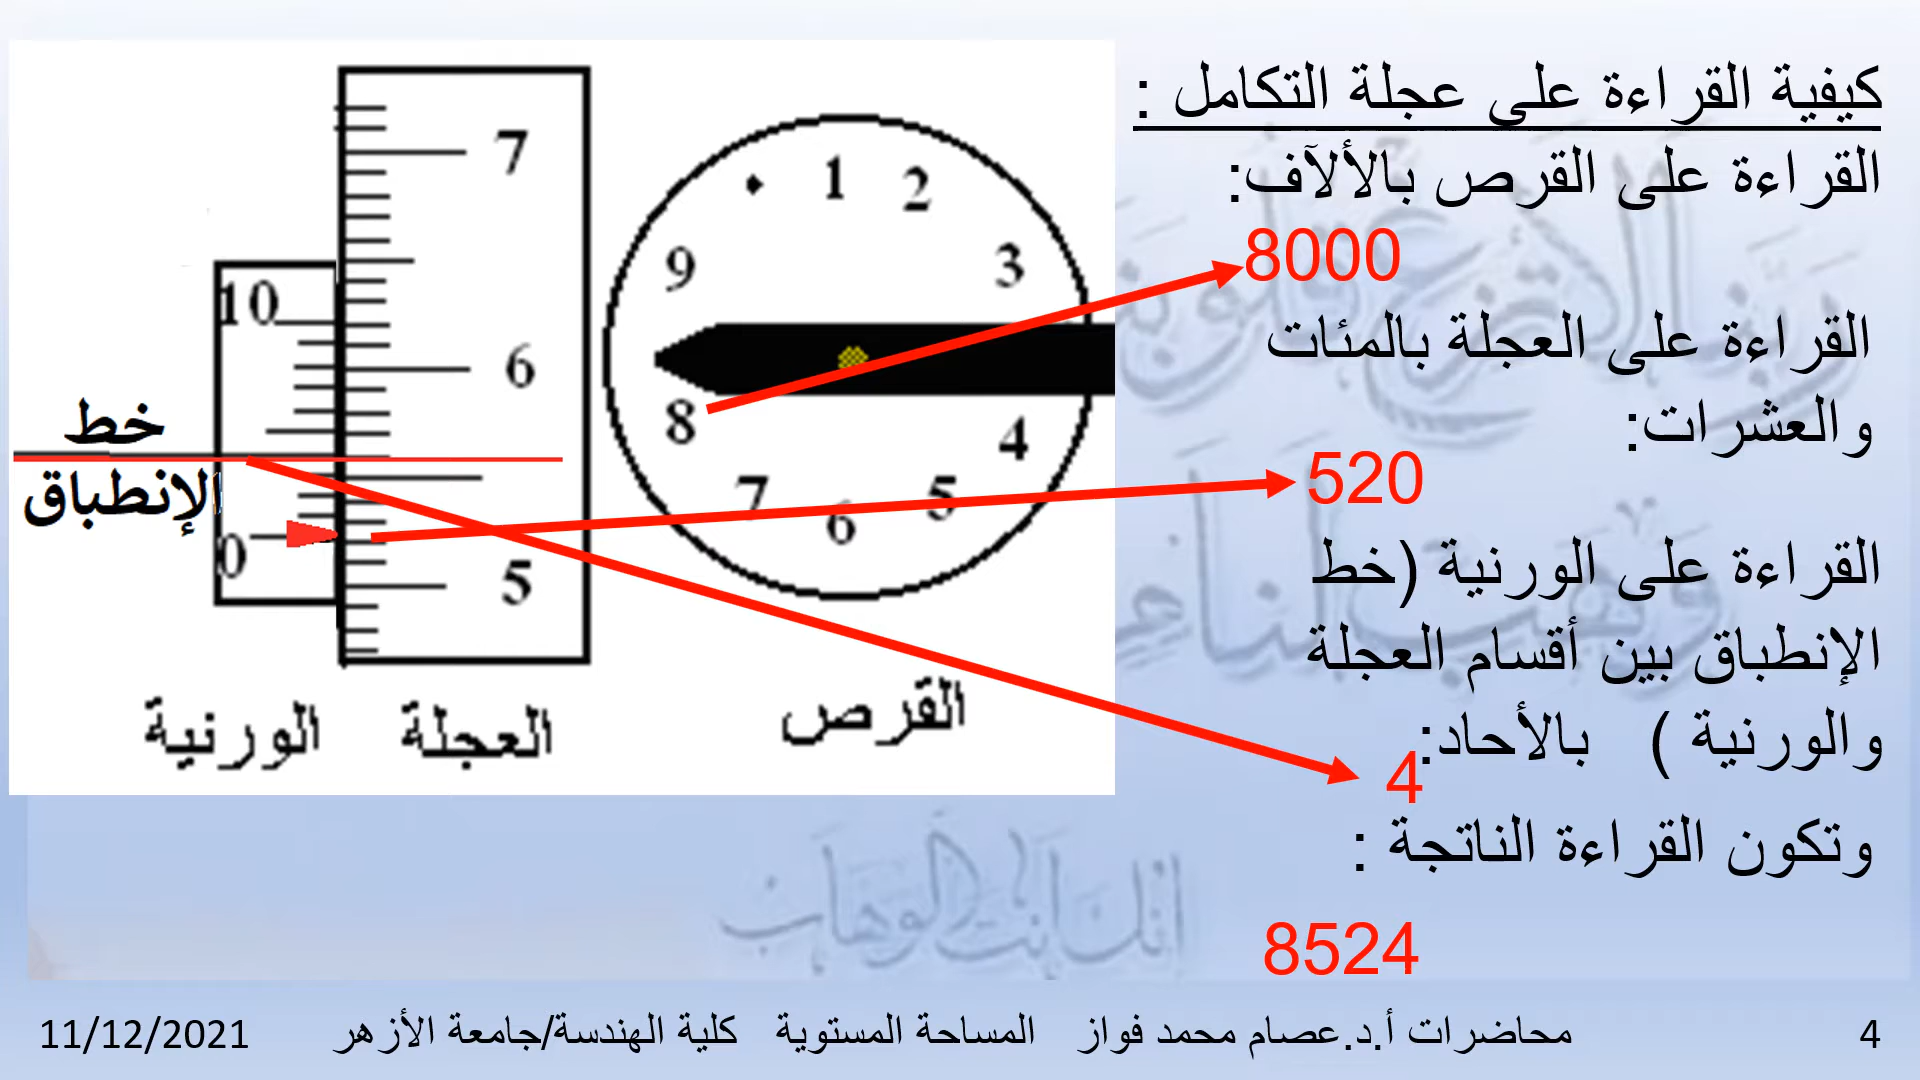 كيفية القراءة على عجلة التكامل :
القراءة على القرص بالألآف:
8000
القراءة على العجلة بالمئات
والعشرات:
520
القراءة على الورنية (خط
الإنطباق بين أقسام العجلة
والورنية ) بالأحاد:
4
وتكون القراءة الناتجة :
8524
7
6
5
10
0
خط
الإنطباق
1
2
3
4
5
6
7
8
9
القرص
العجلة
الورنية
إنك أنت الوهاب
4
محاضرات أ.د.عصام محمد فواز المساحة المستوية كلية الهندسة/جامعة الأزهر
11/12/2021